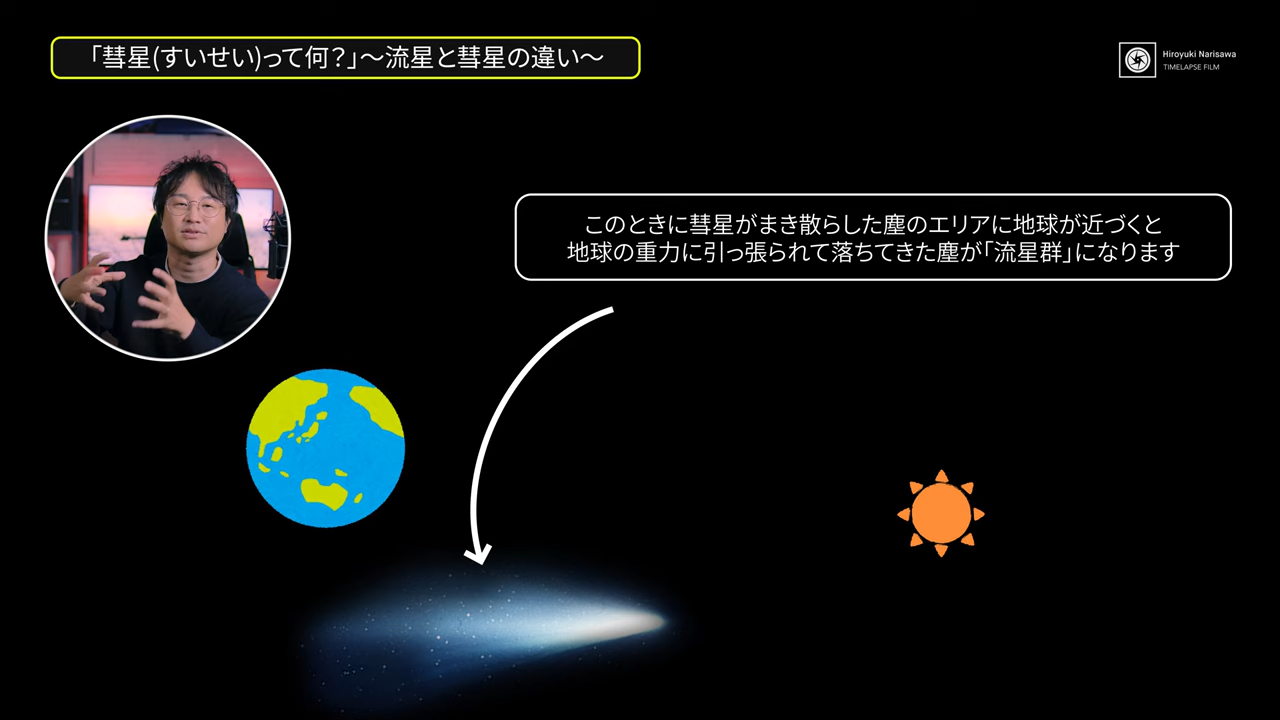 「彗星(すいせい)って何？」〜流星と彗星の違い〜
Hiroyuki Narisawa
TIMELAPSE FILM
このときに彗星がまき散らした塵のエリアに地球が近づくと
地球の重力に引っ張られて落ちてきた塵が「流星群」になります